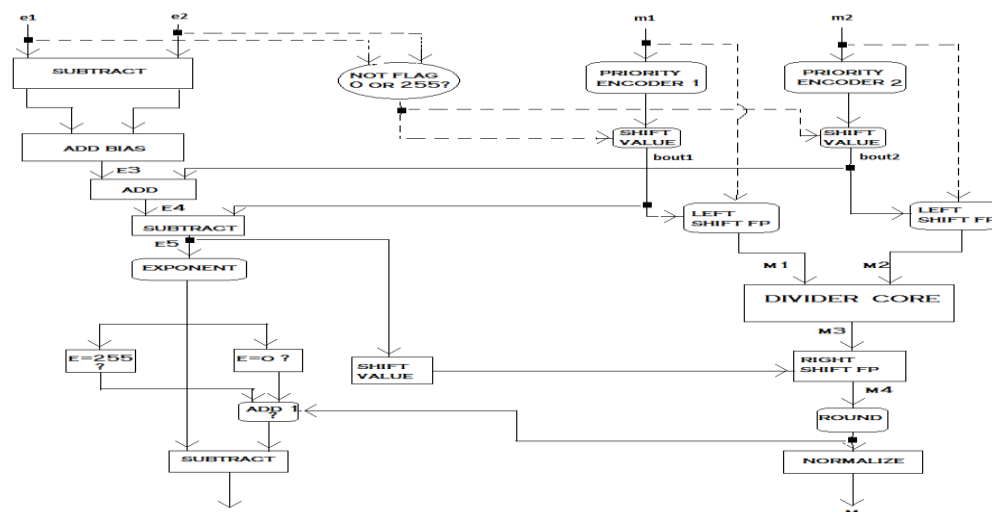 e1
e2
m1
m2
SUBTRACT
NOT FLAG
0 OR 255?
PRIORITY
ENCODER 1
PRIORITY
ENCODER 2
SHIFT
VALUE
SHIFT
VALUE
ADD BIAS
bout1
bout2
E3
ADD
E4
SUBTRACT
LEFT
SHIFT FP
LEFT
SHIFT FP
E5
EXPONENT
M1
M2
DIVIDER CORE
M3
E=255
?
E=0 ?
SHIFT
VALUE
RIGHT
SHIFT FP
M4
ADD 1
?
ROUND
SUBTRACT
NORMALIZE